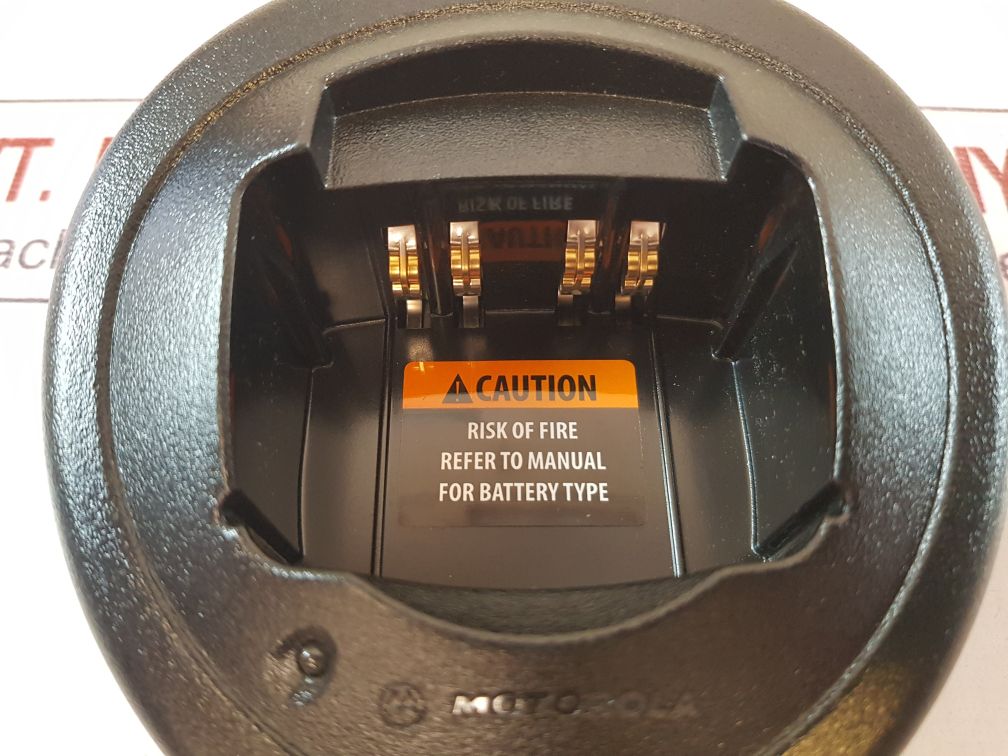 CAUTION
RISK OF FIRE
REFER TO MANUAL
FOR BATTERY TYPE
MOTOROLA